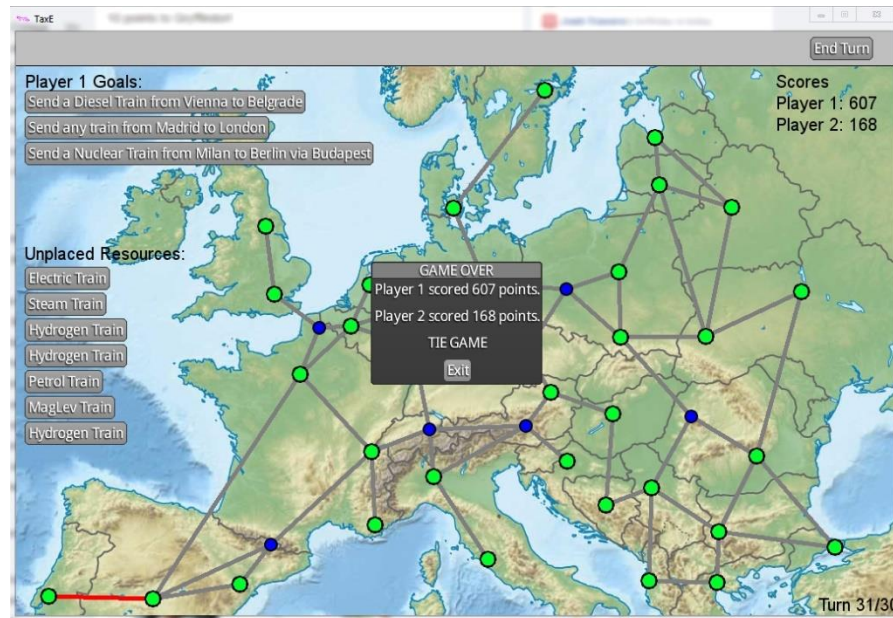 TaxE
End Turn
Player 1 Goals:
Send a Diesel Train from Vienna to Belgrade
Send any train from Madrid to London
Send a Nuclear Train from Milan to Berlin via Budapest
Scores
Player 1: 607
Player 2: 168
Unplaced Resources:
Electric Train
Steam Train
Hydrogen Train
Hydrogen Train
Petrol Train
MagLev Train
Hydrogen Train
GAME OVER
Player 1 scored 607 points.
Player 2 scored 168 points.
TIE GAME
Exit
Turn 31/30